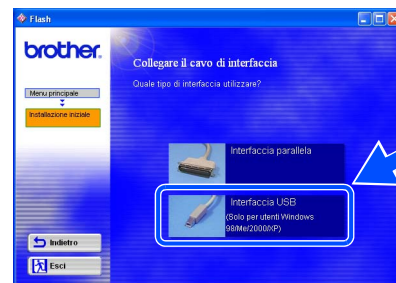 Flash
brother.
Collegare il cavo di interfaccia
Quale tipo di interfaccia utilizzare?
Menu principale
Installazione iniziale
Interfaccia parallela
Interfaccia USB
(Solo per utenti Windows
98/Me/2000/XP)
Indietro
Esci